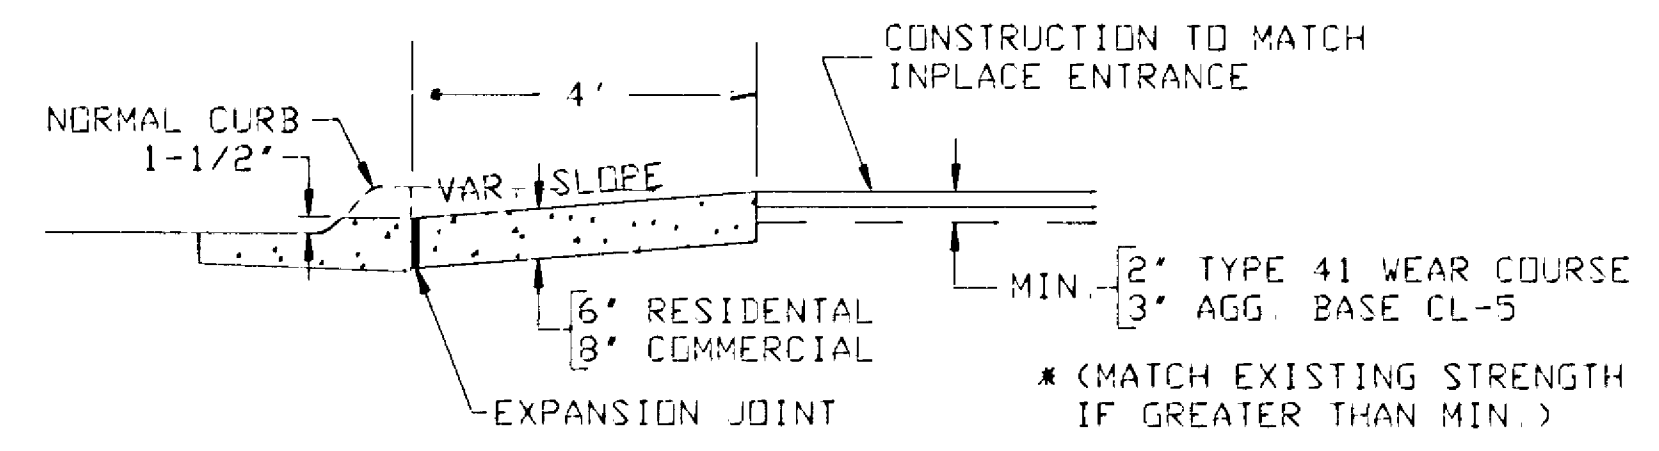 CONSTRUCTION TO MATCH
INPLACE ENTRANCE
4'
NORMAL CURB
1-1/2"
VAR. SLOPE
MIN.
2" TYPE 41 WEAR COURSE
3" AGG. BASE CL-5
6" RESIDENTAL
8" COMMERCIAL
* (MATCH EXISTING STRENGTH
IF GREATER THAN MIN.)
EXPANSION JOINT